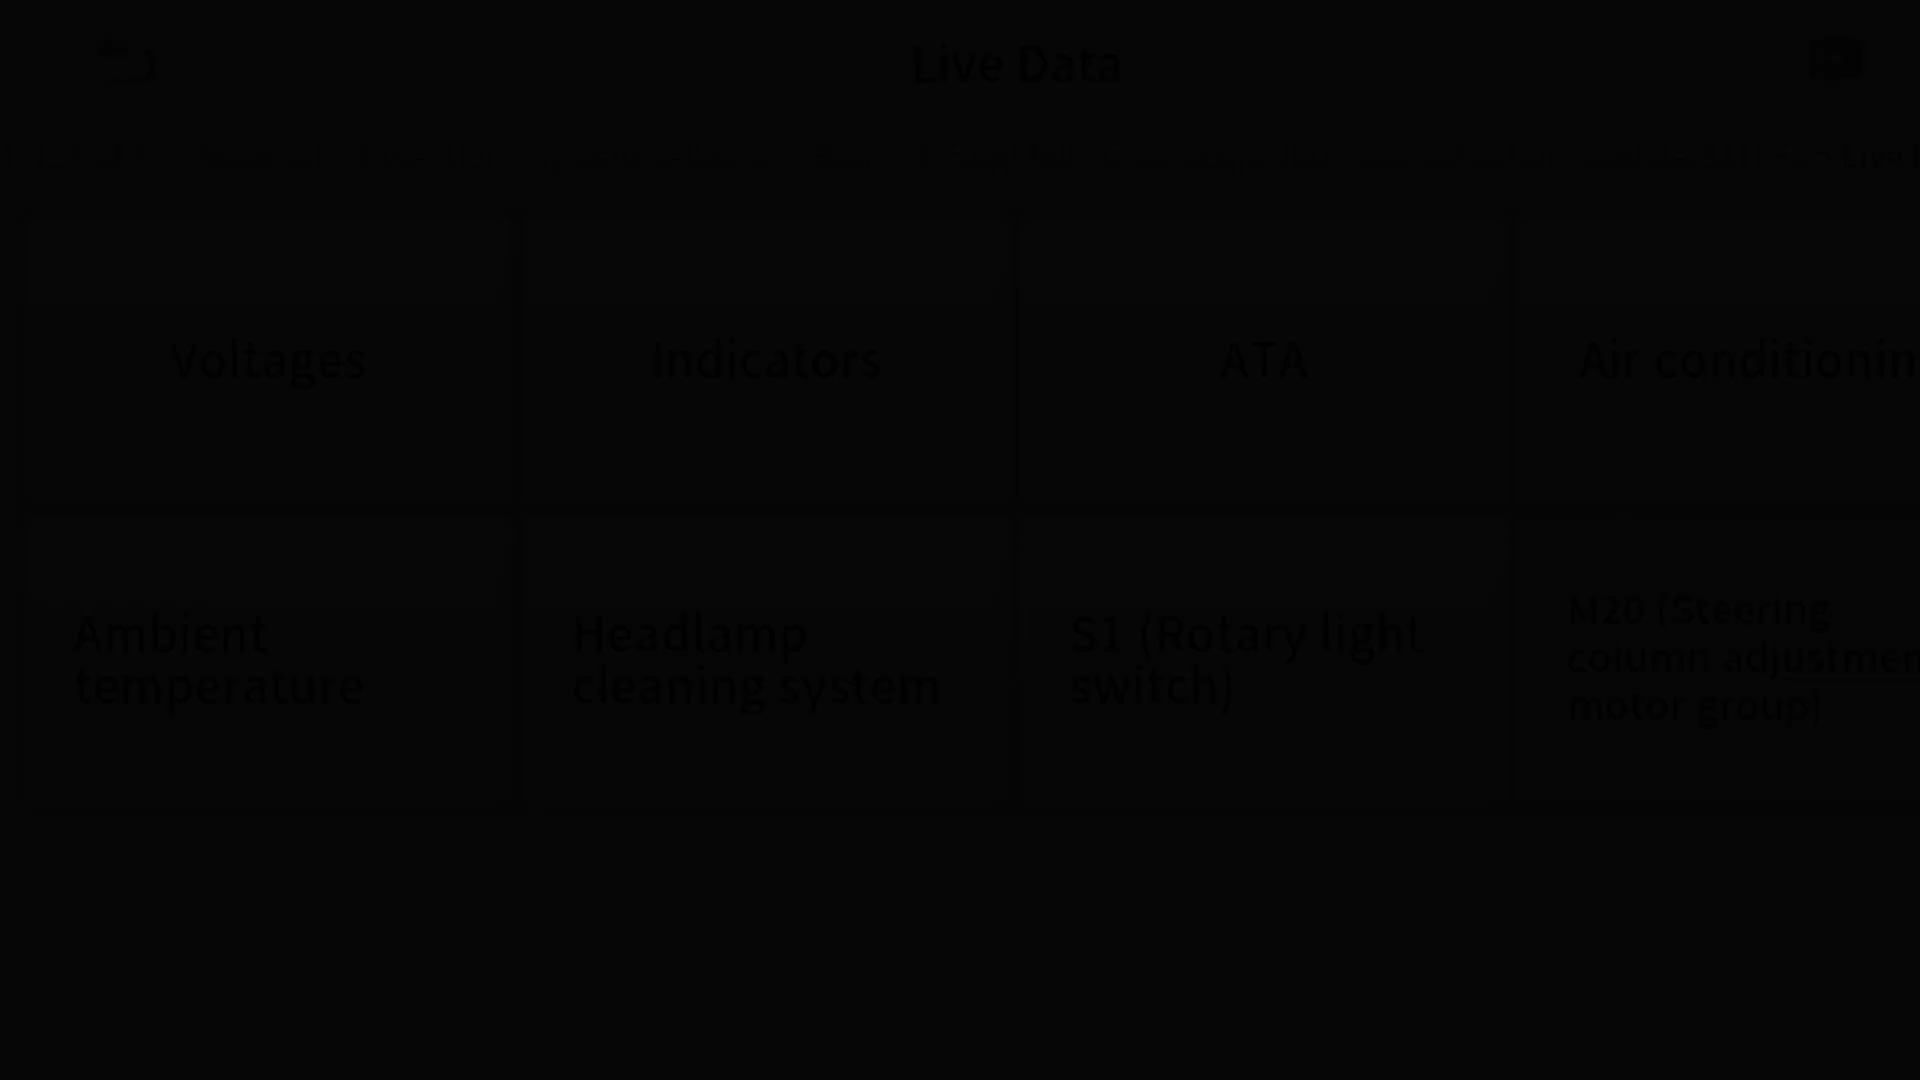 Live Data
Voltages
Indicators
ATA
Air conditionin
Ambient
temperature
Headlamp
cleaning system
S1 (Rotary light
switch)
M20 (Steering
column adjustmen
motor group)